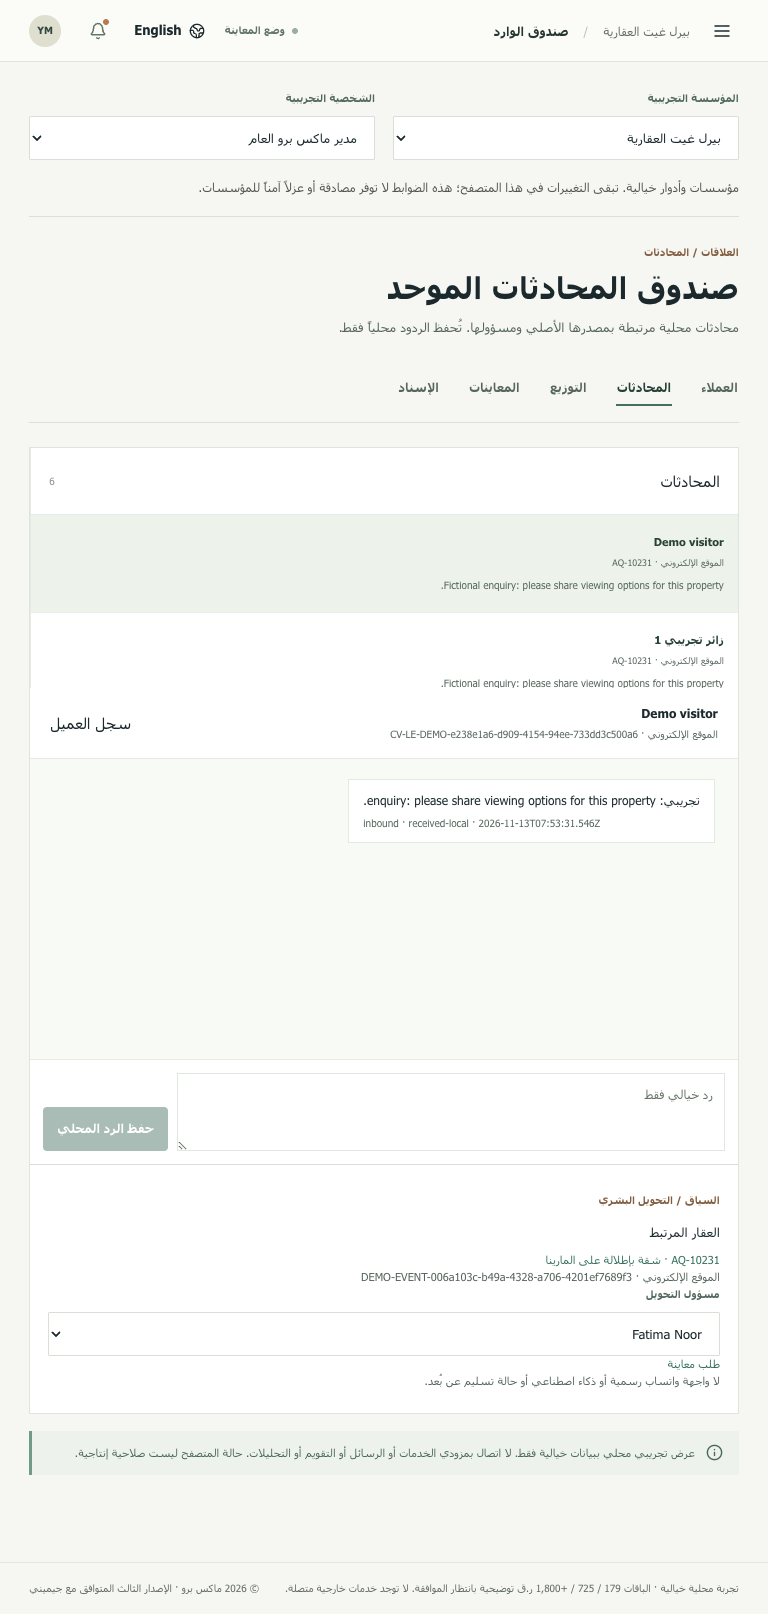 بيرل غيت العقارية / صندوق الوارد
وضع المعاينة
English
YM
المؤسسة التجريبية
بيرل غيت العقارية
الشخصية التجريبية
مدير ماكس برو العام
مؤسسات وأدوار خيالية. تبقى التغييرات في هذا المتصفح؛ هذه الضوابط لا توفر مصادقة أو عزلاً آمناً للمؤسسات.
العلاقات / المحادثات
صندوق المحادثات الموحد
محادثات محلية مرتبطة بمصدرها الأصلي ومسؤولها. تُحفظ الردود محلياً فقط.
العملاء المحادثات التوزيع المعاينات الإسناد
المحادثات
6
Demo visitor
الموقع الإلكتروني · AQ-10231
Fictional enquiry: please share viewing options for this property.
زائر تجريبي 1
الموقع الإلكتروني · AQ-10231
Fictional enquiry: please share viewing options for this property.
Demo visitor
الموقع الإلكتروني · CV-LE-DEMO-e238e1a6-d909-4154-94ee-733dd3c500a6
سجل العميل
تجريبي: enquiry: please share viewing options for this property.
inbound · received-local · 2026-11-13T07:53:31.546Z
رد خيالي فقط
حفظ الرد المحلي
السياق / التحويل البشري
العقار المرتبط
AQ-10231 · شقة بإطلالة على المارينا
الموقع الإلكتروني · DEMO-EVENT-006a103c-b49a-4328-a706-4201ef7689f3
مسؤول التحويل
Fatima Noor
طلب معاينة
لا واجهة واتساب رسمية أو ذكاء اصطناعي أو حالة تسليم عن بُعد.
عرض تجريبي محلي ببيانات خيالية فقط. لا اتصال بمزودي الخدمات أو الرسائل أو التقويم أو التحليلات. حالة المتصفح ليست صلاحية إنتاجية.
تجربة محلية خيالية · الباقات 179 / 725 / +1,800 ر.ق توضيحية بانتظار الموافقة. لا توجد خدمات خارجية متصلة.
© 2026 ماكس برو · الإصدار الثالث المتوافق مع جيميني